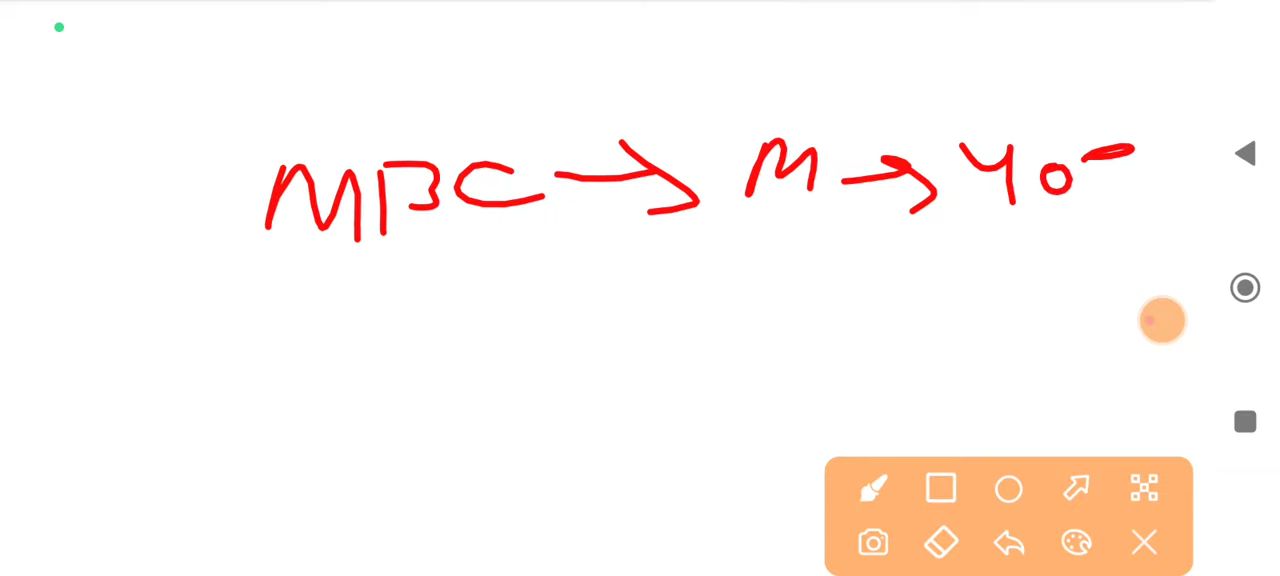 MBC → M → 40-